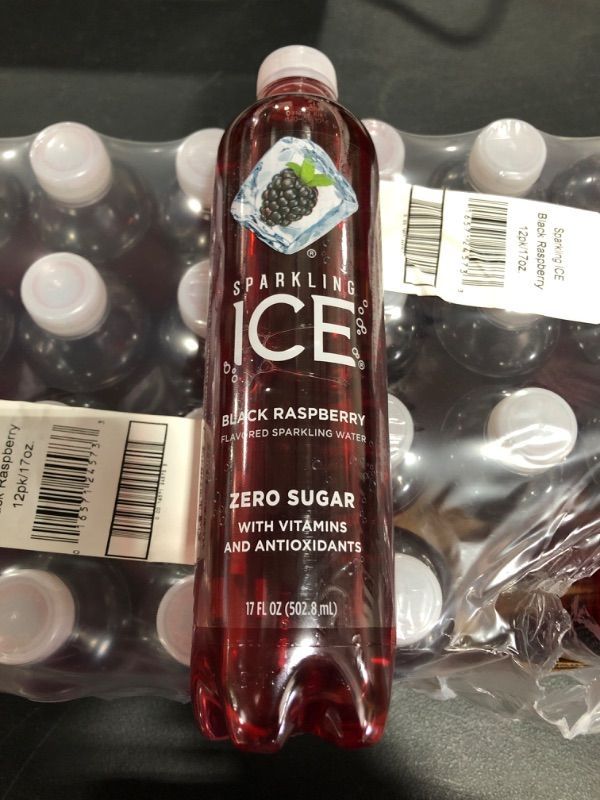 SPARKLING
ICE
®
®
BLACK RASPBERRY
FLAVORED SPARKLING WATER
ZERO SUGAR
WITH VITAMINS
AND ANTIOXIDANTS
17 FL OZ (502.8 mL)
Sparkling ICE
Black Raspberry
12pk/17oz.
Raspberry
12pk/17oz.